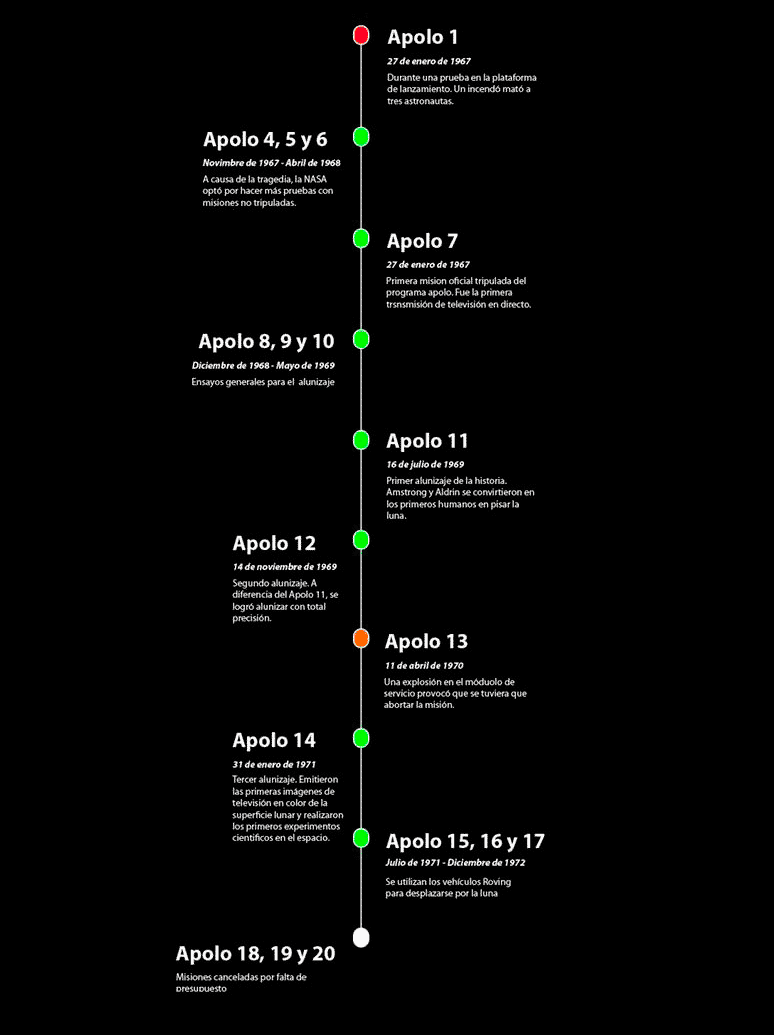 Apolo 1
27 de enero de 1967
Durante una prueba en la plataforma
de lanzamiento. Un incendó mató a
tres astronautas.
Apolo 4, 5 y 6
Novimbre de 1967 - Abril de 1968
A causa de la tragedia, la NASA
optó por hacer más pruebas con
misiones no tripuladas.
Apolo 7
27 de enero de 1967
Primera mision oficial tripulada del
programa apolo. Fue la primera
trsnsmisión de televisión en directo.
Apolo 8, 9 y 10
Diciembre de 1968 - Mayo de 1969
Ensayos generales para el alunizaje
Apolo 11
16 de julio de 1969
Primer alunizaje de la historia.
Amstrong y Aldrin se convirtieron en
los primeros humanos en pisar la
luna.
Apolo 12
14 de noviembre de 1969
Segundo alunizaje. A
diferencia del Apolo 11, se
logró alunizar con total
precisión.
Apolo 13
11 de abril de 1970
Una explosión en el móduolo de
servicio provocó que se tuviera que
abortar la misión.
Apolo 14
31 de enero de 1971
Tercer alunizaje. Emitieron
las primeras imágenes de
televisión en color de la
superficie lunar y realizaron
los primeros experimentos
científicos en el espacio.
Apolo 15, 16 y 17
Julio de 1971 - Diciembre de 1972
Se utilizan los vehículos Roving
para desplazarse por la luna
Apolo 18, 19 y 20
Misiones canceladas por falta de
presupuesto